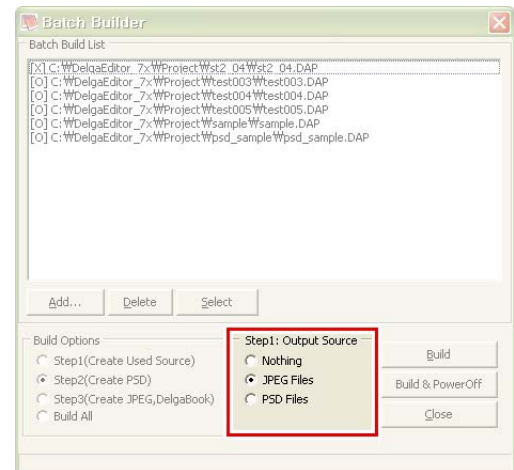 Batch Builder
Batch Build List
[X] C:₩DelgaEditor_7x₩Project₩st2_04₩st2_04.DAP
[O] C:₩DelgaEditor_7x₩Project₩test003₩test003.DAP
[O] C:₩DelgaEditor_7x₩Project₩test004₩test004.DAP
[O] C:₩DelgaEditor_7x₩Project₩test005₩test005.DAP
[O] C:₩DelgaEditor_7x₩Project₩sample₩sample.DAP
[O] C:₩DelgaEditor_7x₩Project₩psd_sample₩psd_sample.DAP
Add... Delete Select
Build Options
Step1(Create Used Source)
Step2(Create PSD)
Step3(Create JPEG,DelgaBook)
Build All
Step1: Output Source
Nothing
JPEG Files
PSD Files
Build
Build & PowerOff
Close